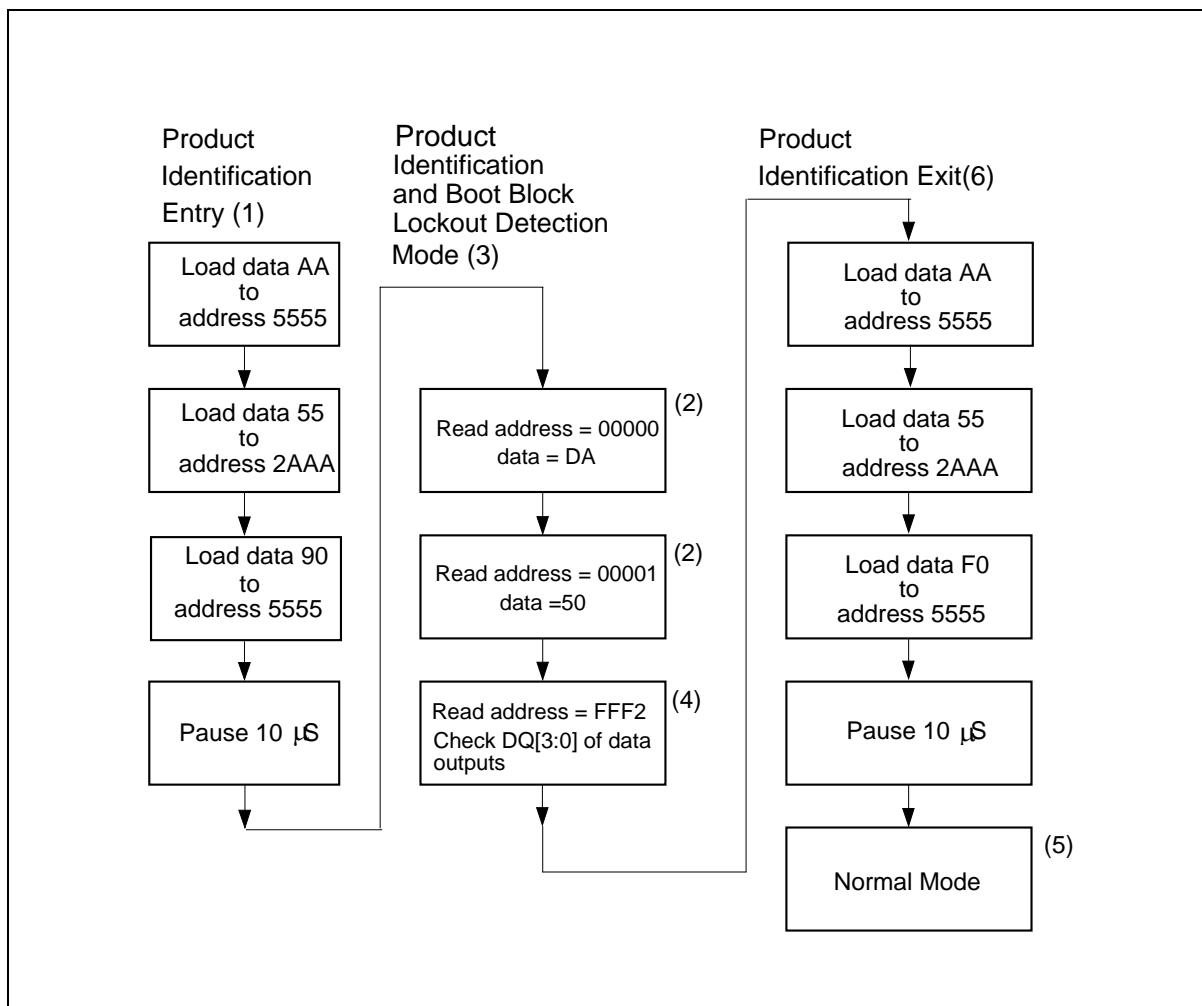 Product
Identification
Entry (1)
Load data AA
to
address 5555
Load data 55
to
address 2AAA
Load data 90
to
address 5555
Pause 10 μS
Product
Identification
and Boot Block
Lockout Detection
Mode (3)
Read address = 00000
data = DA
(2)
Read address = 00001
data =50
(2)
Read address = FFF2
Check DQ[3:0] of data
outputs
(4)
Product
Identification Exit(6)
Load data AA
to
address 5555
Load data 55
to
address 2AAA
Load data F0
to
address 5555
Pause 10 μS
Normal Mode
(5)